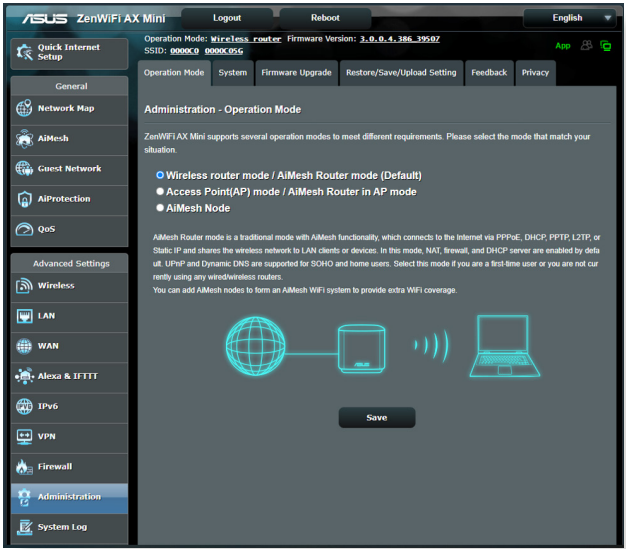 ASUS ZenWiFi AX Mini Logout Reboot English
Operation Mode: Wireless router Firmware Version: 3.0.0.4.386_39507
SSID: 0000C0 0000C05G
App
Quick Internet
Setup
General
Network Map
AiMesh
Guest Network
AiProtection
QoS
Advanced Settings
Wireless
LAN
WAN
Alexa & IFTTT
IPv6
VPN
Firewall
Administration
System Log
Operation Mode System Firmware Upgrade Restore/Save/Upload Setting Feedback Privacy
Administration - Operation Mode
ZenWiFi AX Mini supports several operation modes to meet different requirements. Please select the mode that match your
situation.
Wireless router mode / AiMesh Router mode (Default)
Access Point(AP) mode / AiMesh Router in AP mode
AiMesh Node
AiMesh Router mode is a traditional mode with AiMesh functionality, which connects to the Internet via PPPoE, DHCP, PPTP, L2TP, or
Static IP and shares the wireless network to LAN clients or devices. In this mode, NAT, firewall, and DHCP server are enabled by defa
ult. UPnP and Dynamic DNS are supported for SOHO and home users. Select this mode if you are a first-time user or you are not cur
rently using any wired/wireless routers.
You can add AiMesh nodes to form an AiMesh WiFi system to provide extra WiFi coverage.
ASUS
Save